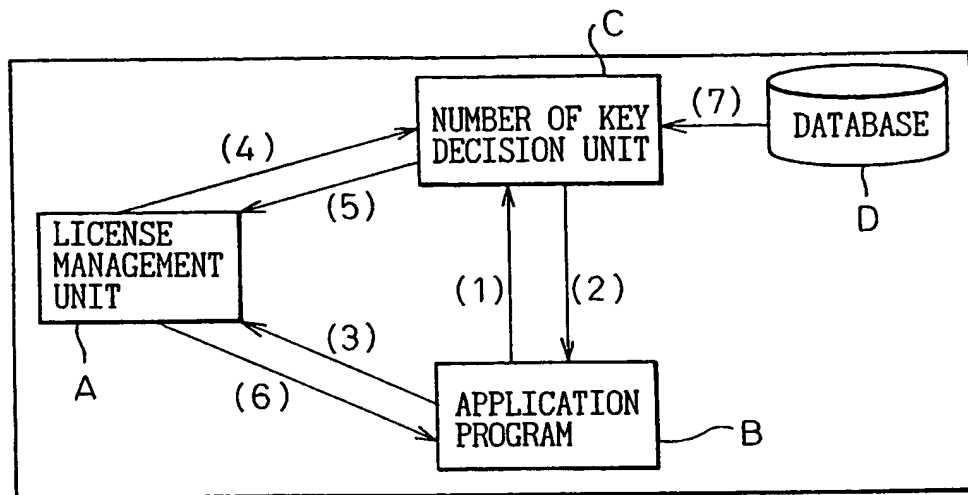 C
NUMBER OF KEY
DECISION UNIT
(7)
DATABASE
D
(4)
(5)
LICENSE
MANAGEMENT
UNIT
A
(1)
(2)
(3)
(6)
APPLICATION
PROGRAM
B